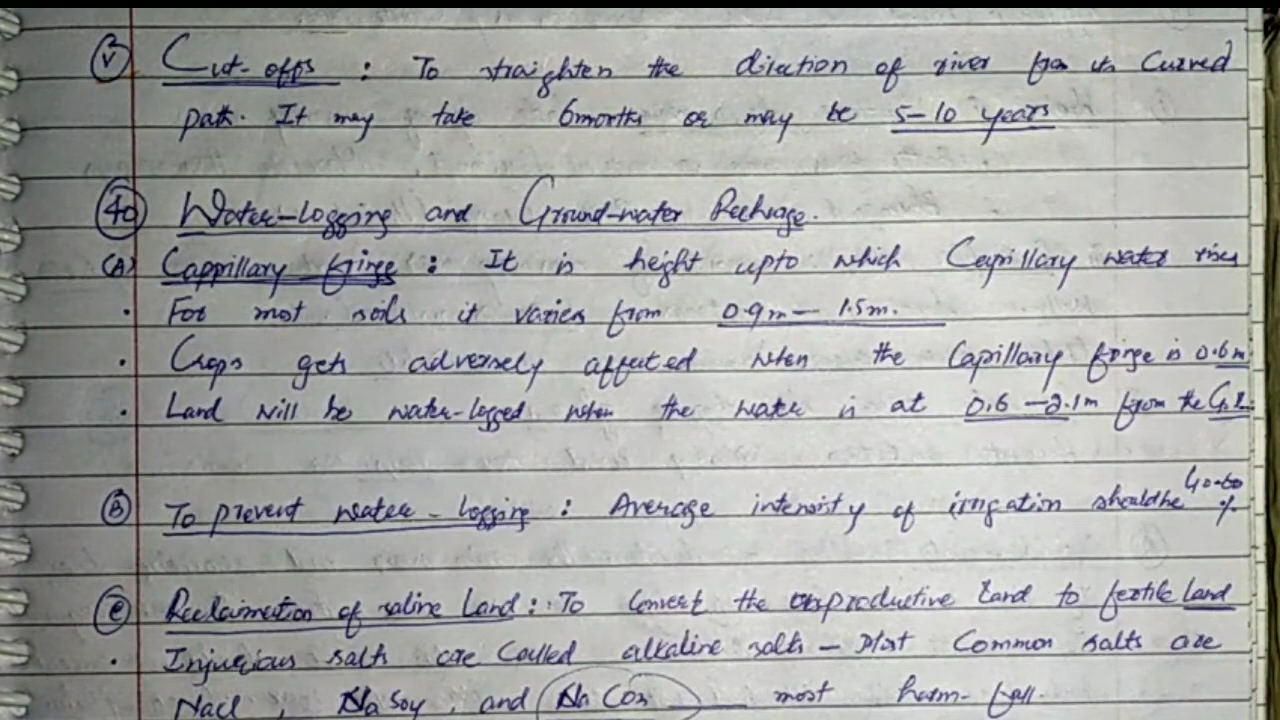 (V) Cut-offs : To straighten the direction of river from its Curved
path. It may take 6months or may be 5-10 years
(40) Water-logging and Ground-water Recharge.
(A) Cappillary fringe : It is height upto which Capillary water rises
• For most soils it varies from 0.9m - 1.5m.
• Crops gets adversely affected when the Capillary fringe is 0.6m
• Land will be water-logged when the water is at 0.6 - 2.1m from the G.L
(B) To prevent water-logging : Average intensity of irrigation should be 40-60 %
(C) Reclaimation of saline Land : To Convert the unproductive Land to fertile land
• Injurious salts are Called alkaline salts - Most Common salts are
Nacl, Na So4, and Na Co3 most harm-full.